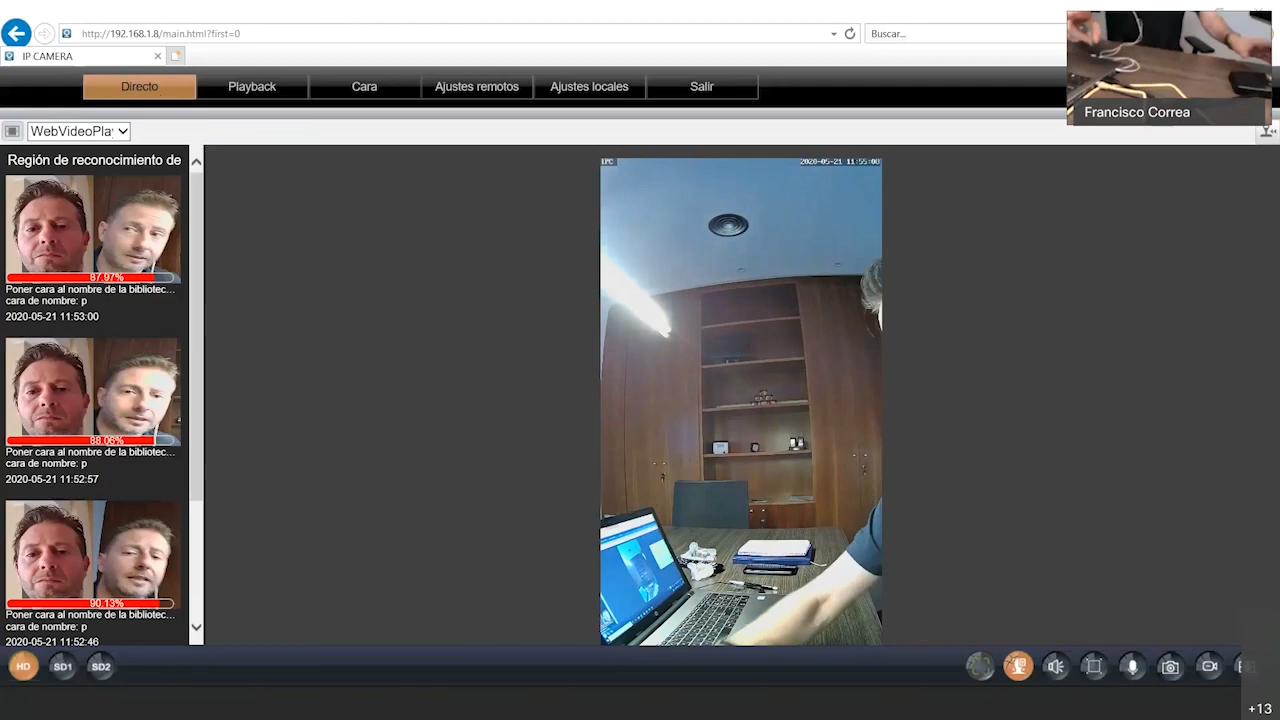 http://192.168.1.8/main.html?first=0
Buscar...
IP CAMERA
Francisco Correa
Directo
Playback
Cara
Ajustes remotos
Ajustes locales
Salir
WebVideoPla
Región de reconocimiento de
87.97%
Poner cara al nombre de la bibliotec...
cara de nombre: p
2020-05-21 11:53:00
88.06%
Poner cara al nombre de la bibliotec...
cara de nombre: p
2020-05-21 11:52:57
90.13%
Poner cara al nombre de la bibliotec...
cara de nombre: p
2020-05-21 11:52:46
IPC
2020-05-21 11:55:08
HD
SD1
SD2
+13